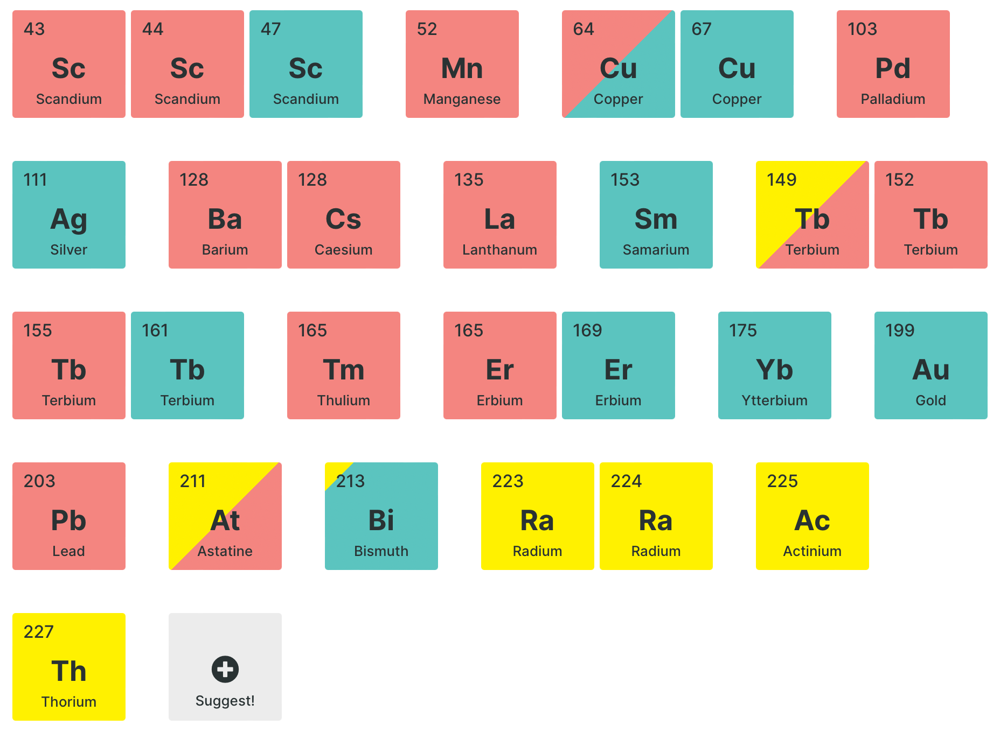 43
Sc
Scandium
44
Sc
Scandium
47
Sc
Scandium
52
Mn
Manganese
64
Cu
Copper
67
Cu
Copper
103
Pd
Palladium
111
Ag
Silver
128
Ba
Barium
128
Cs
Caesium
135
La
Lanthanum
153
Sm
Samarium
149
Tb
Terbium
152
Tb
Terbium
155
Tb
Terbium
161
Tb
Terbium
165
Tm
Thulium
165
Er
Erbium
169
Er
Erbium
175
Yb
Ytterbium
199
Au
Gold
203
Pb
Lead
211
At
Astatine
213
Bi
Bismuth
223
Ra
Radium
224
Ra
Radium
225
Ac
Actinium
227
Th
Thorium
Suggest!